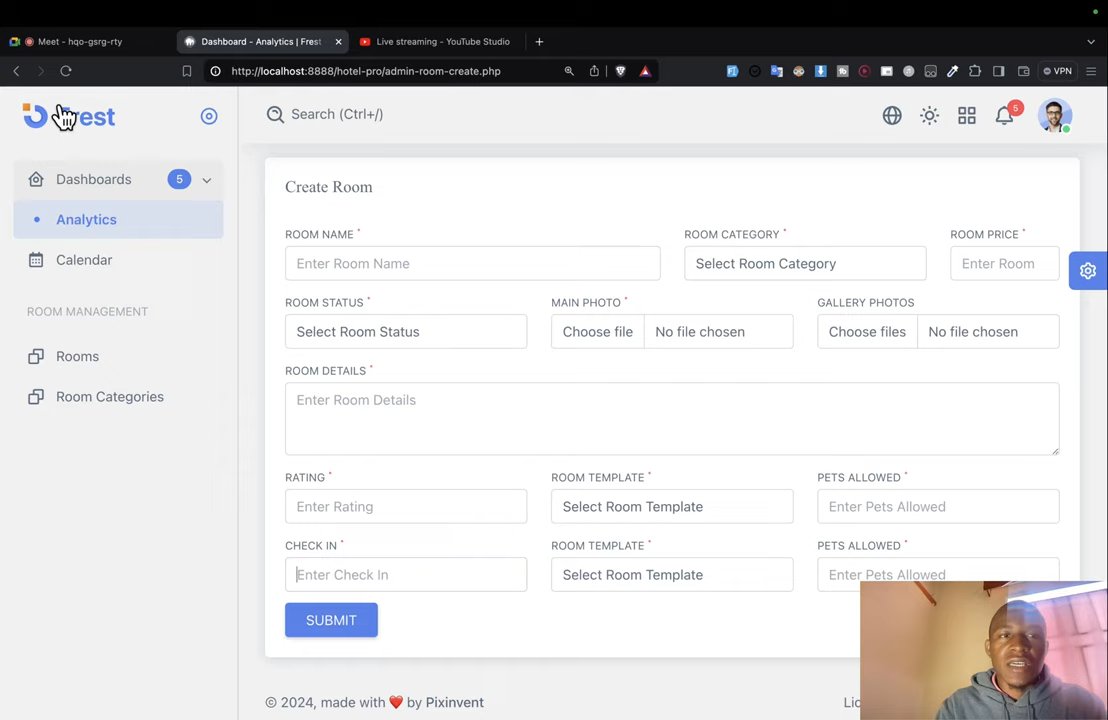 Meet - hqo-gsrg-rty
Dashboard - Analytics | Frest
Live streaming - YouTube Studio
http://localhost:8888/hotel-pro/admin-room-create.php
VPN
rest
Search (Ctrl+/)
5
Dashboards
5
Analytics
Calendar
ROOM MANAGEMENT
Rooms
Room Categories
Create Room
ROOM NAME *
ROOM CATEGORY *
ROOM PRICE *
Enter Room Name
Select Room Category
Enter Room
ROOM STATUS *
MAIN PHOTO *
GALLERY PHOTOS
Select Room Status
Choose file
No file chosen
Choose files
No file chosen
ROOM DETAILS *
Enter Room Details
RATING *
ROOM TEMPLATE *
PETS ALLOWED *
Enter Rating
Select Room Template
Enter Pets Allowed
CHECK IN *
ROOM TEMPLATE *
PETS ALLOWED *
Enter Check In
Select Room Template
Enter Pets Allowed
SUBMIT
© 2024, made with ❤️ by Pixinvent
Lic